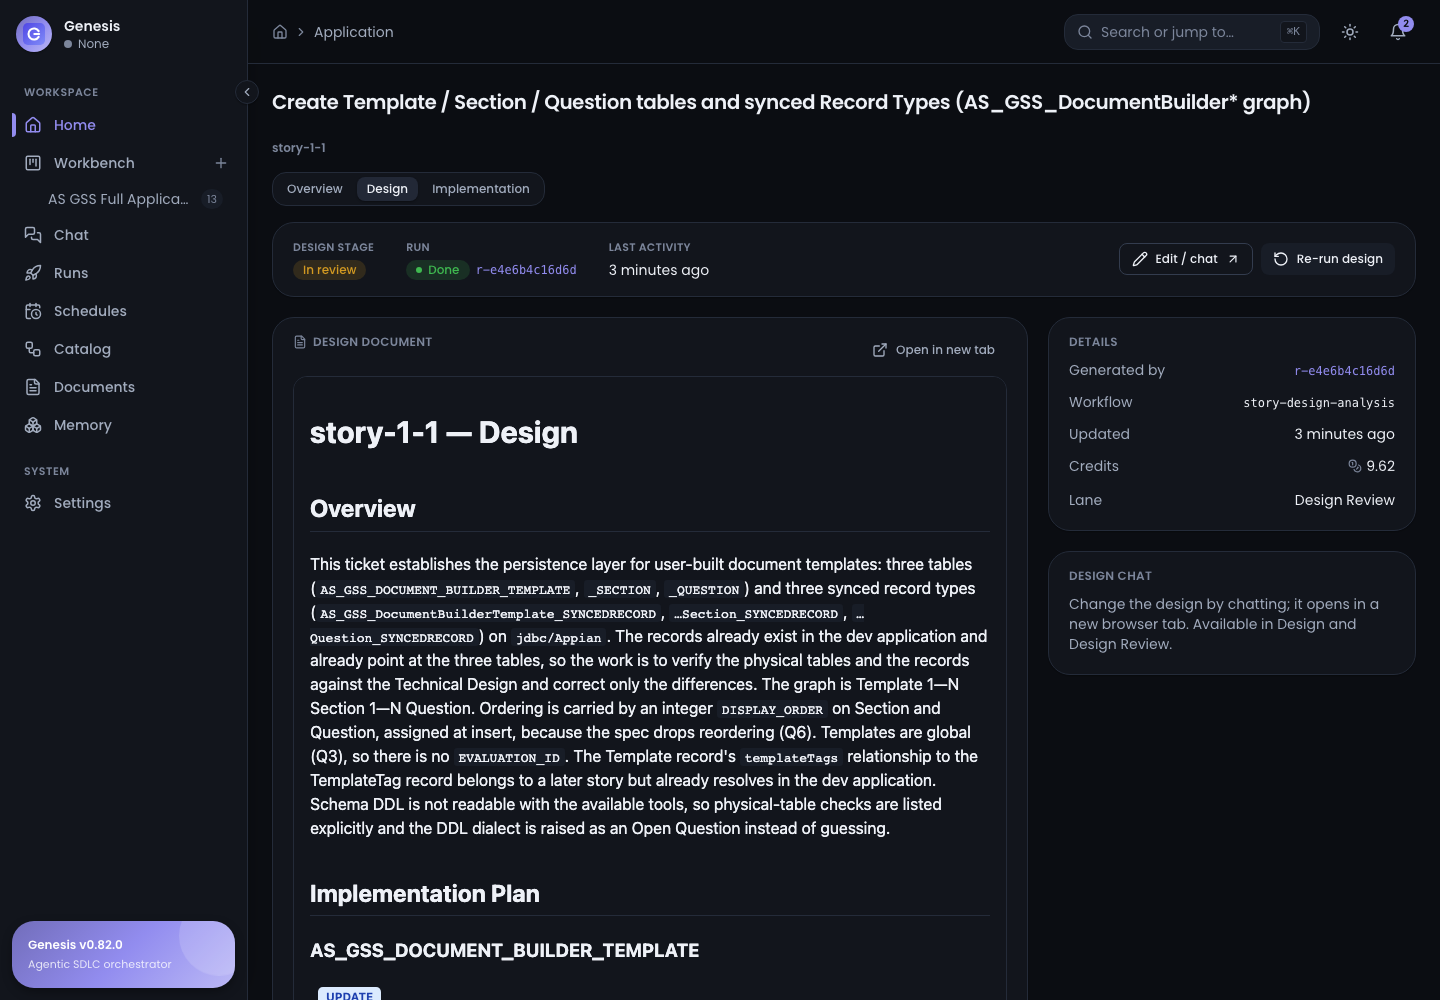 Genesis
None
WORKSPACE
Home
Workbench
AS GSS Full Applica...
13
Chat
Runs
Schedules
Catalog
Documents
Memory
SYSTEM
Settings
Genesis v0.82.0
Agentic SDLC orchestrator
Application
Search or jump to...
⌘K
2
Create Template / Section / Question tables and synced Record Types (AS_GSS_DocumentBuilder* graph)
story-1-1
Overview Design Implementation
DESIGN STAGE
In review
RUN
Done r-e4e6b4c16d6d
LAST ACTIVITY
3 minutes ago
Edit / chat
Re-run design
DESIGN DOCUMENT
Open in new tab
story-1-1 — Design
Overview
This ticket establishes the persistence layer for user-built document templates: three tables
( AS_GSS_DOCUMENT_BUILDER_TEMPLATE , _SECTION , _QUESTION ) and three synced record types
( AS_GSS_DocumentBuilderTemplate_SYNCEDRECORD , …Section_SYNCEDRECORD , …
Question_SYNCEDRECORD ) on jdbc/Appian . The records already exist in the dev application and
already point at the three tables, so the work is to verify the physical tables and the records
against the Technical Design and correct only the differences. The graph is Template 1—N
Section 1—N Question. Ordering is carried by an integer DISPLAY_ORDER on Section and
Question, assigned at insert, because the spec drops reordering (Q6). Templates are global
(Q3), so there is no EVALUATION_ID . The Template record's templateTags relationship to the
TemplateTag record belongs to a later story but already resolves in the dev application.
Schema DDL is not readable with the available tools, so physical-table checks are listed
explicitly and the DDL dialect is raised as an Open Question instead of guessing.
Implementation Plan
AS_GSS_DOCUMENT_BUILDER_TEMPLATE
UPDATE
DETAILS
Generated by r-e4e6b4c16d6d
Workflow story-design-analysis
Updated 3 minutes ago
Credits 9.62
Lane Design Review
DESIGN CHAT
Change the design by chatting; it opens in a
new browser tab. Available in Design and
Design Review.